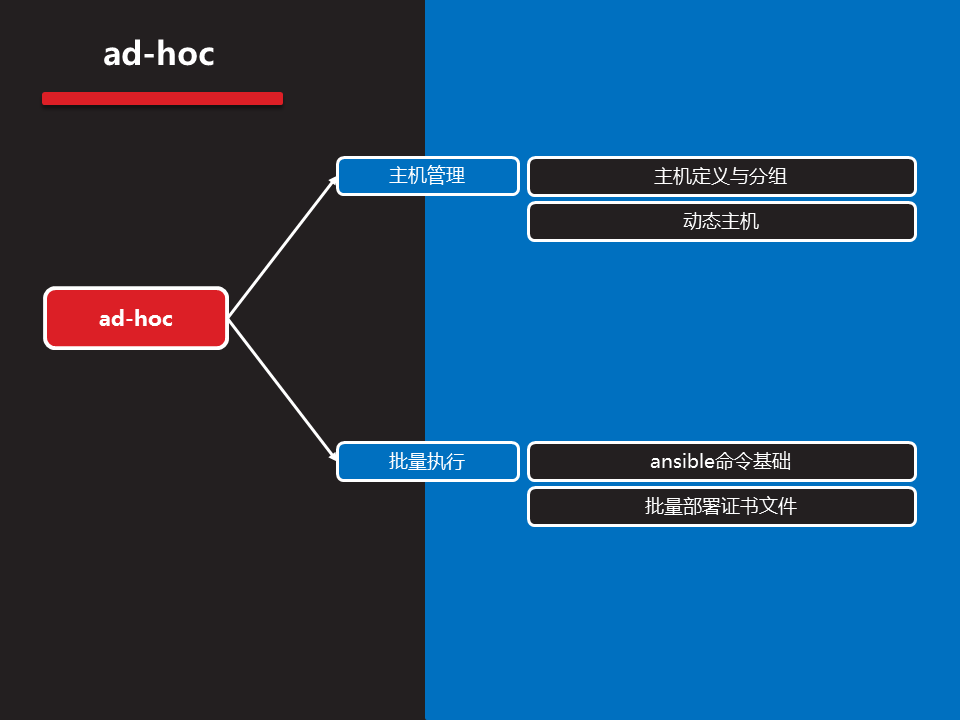 ad-hoc
主机管理
主机定义与分组
动态主机
ad-hoc
批量执行
ansible命令基础
批量部署证书文件